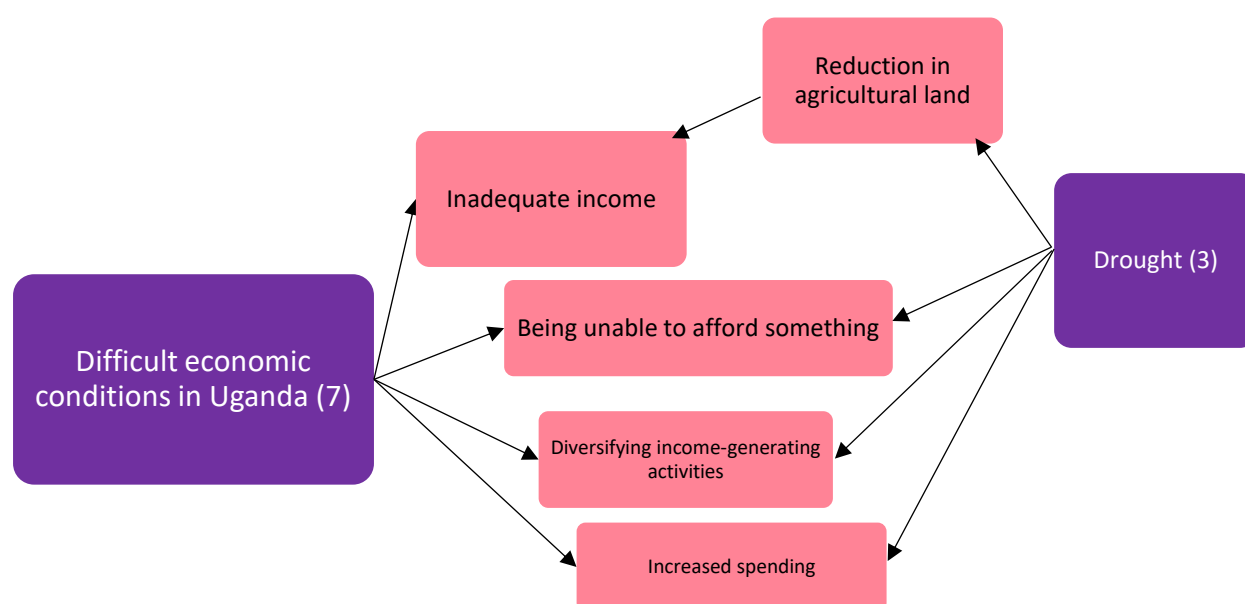 Reduction in
agricultural land
Inadequate income
Drought (3)
Being unable to afford something
Difficult economic
conditions in Uganda (7)
Diversifying income-generating
activities
Increased spending